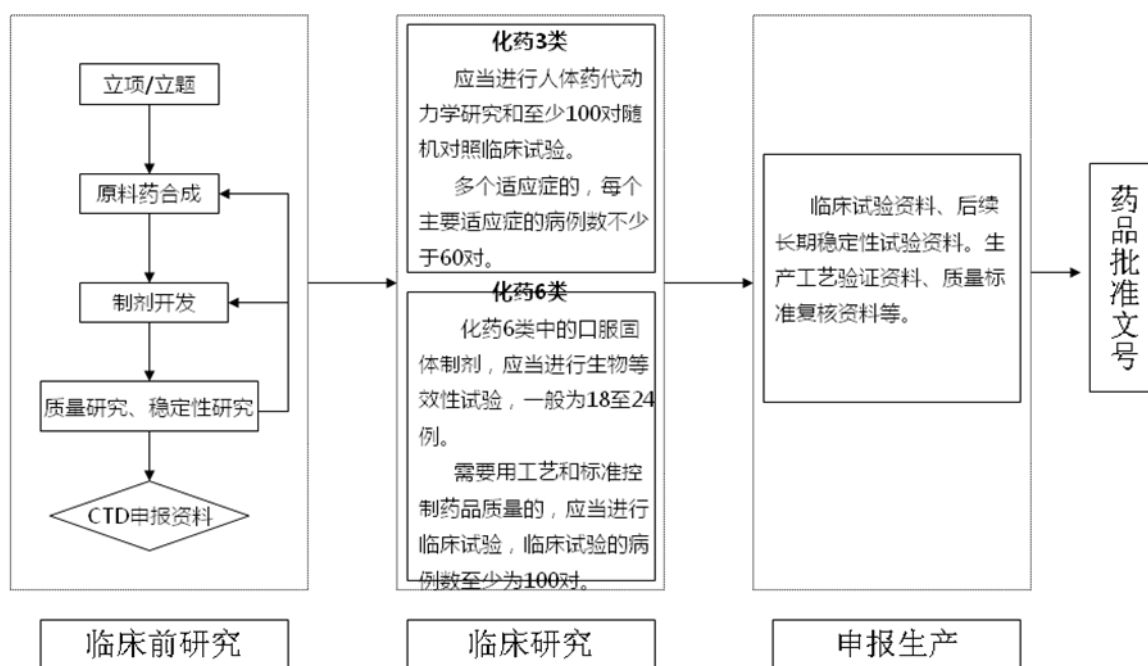 立项/立题
原料药合成
制剂开发
质量研究、稳定性研究
CTD申报资料
临床前研究
化药3类
应当进行人体药代动
力学研究和至少100对随
机对照临床试验。
多个适应症的，每个
主要适应症的病例数不少
于60对。
化药6类
化药6类中的口服固
体制剂，应当进行生物等
效性试验，一般为18至24
例。
需要用工艺和标准控
制药品质量的，应当进行
临床试验，临床试验的病
例数至少为100对。
临床研究
临床试验资料、后续
长期稳定性试验资料。生
产工艺验证资料、质量标
准复核资料等。
申报生产
药品批准文号